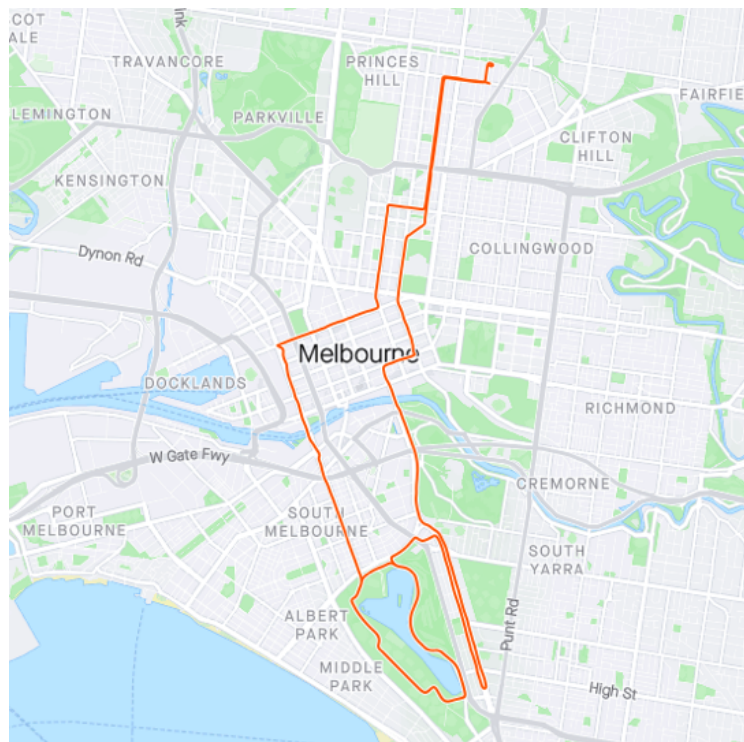 COT
ALE
ink
TRAVANCORE
PRINCES
HILL
FAIRFIE
LEMINGTON
PARKVILLE
CLIFTON
HILL
KENSINGTON
Dynon Rd
COLLINGWOOD
Melbourne
DOCKLANDS
RICHMOND
W Gate Fwy
CREMORNE
PORT
MELBOURNE
SOUTH
MELBOURNE
SOUTH
YARRA
ALBERT
PARK
Punt Rd
MIDDLE
PARK
High St